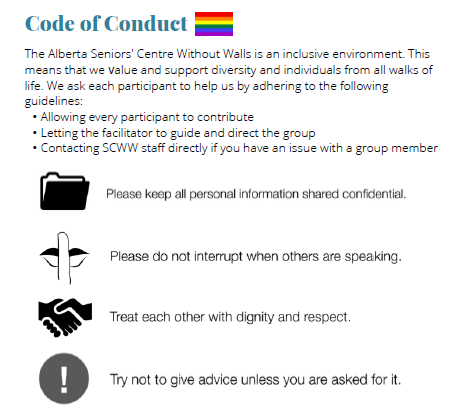 Code of Conduct
The Alberta Seniors' Centre Without Walls is an inclusive environment. This
means that we value and support diversity and individuals from all walks of
life. We ask each participant to help us by adhering to the following
guidelines:
• Allowing every participant to contribute
• Letting the facilitator to guide and direct the group
• Contacting SCWW staff directly if you have an issue with a group member
Please keep all personal information shared confidential.
Please do not interrupt when others are speaking.
Treat each other with dignity and respect.
!
Try not to give advice unless you are asked for it.